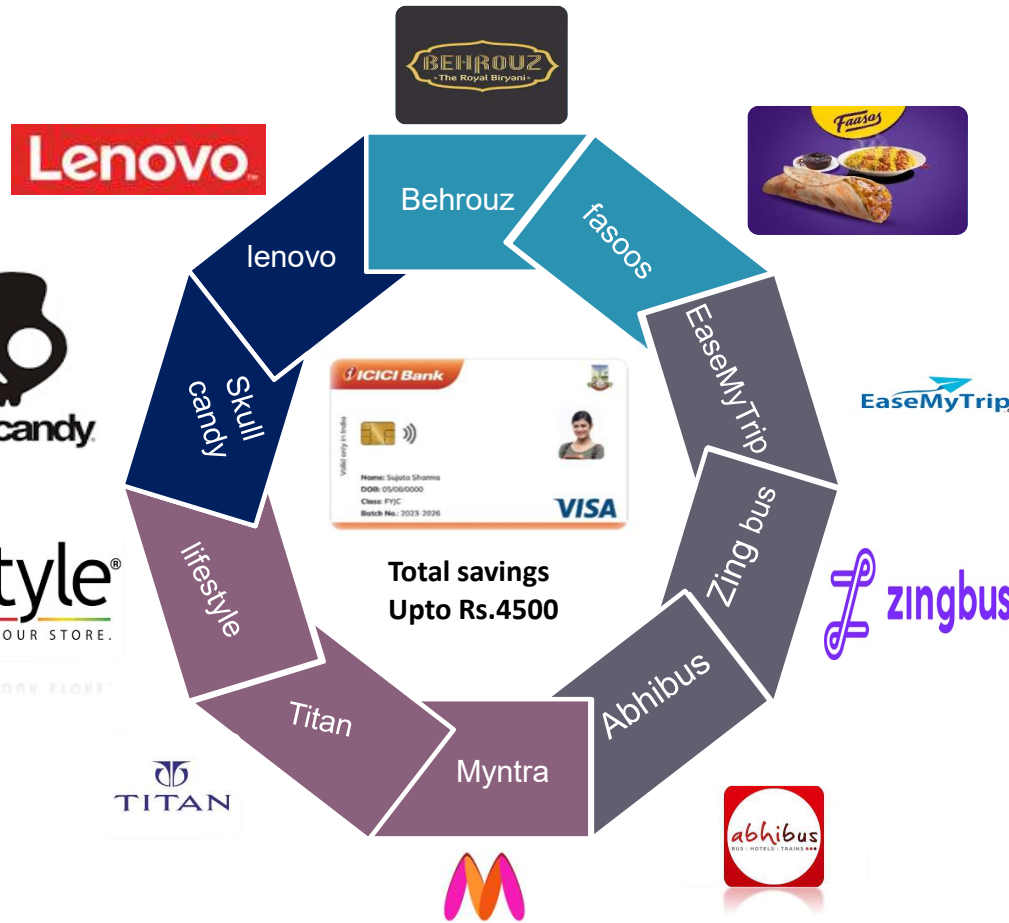 BEHROUZ
-The Royal Biryani-
Faasos
Lenovo
TM
Behrouz
fasoos
lenovo
EaseMyTrip
EaseMyTrip
Skull
candy
candy
ICICI Bank
Valid only in India
Name: Sujata Sharma
DOB: 05/08/0000
Class: FYJC
Batch No.: 2023-2026
VISA
Zing bus
zingbus
tyle®
OUR STORE.
lifestyle
Total savings
Upto Rs.4500
Abhibus
Titan
Myntra
TITAN
abhibus
BUS | HOTELS | TRAINS